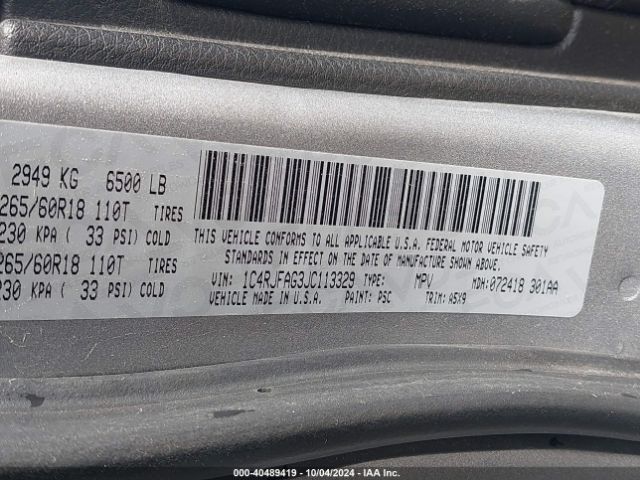 2949 KG 6500 LB
265/60R18 110T TIRES
230 KPA ( 33 PSI) COLD
265/60R18 110T TIRES
230 KPA ( 33 PSI) COLD
THIS VEHICLE CONFORMS TO ALL APPLICABLE U.S.A. FEDERAL MOTOR VEHICLE SAFETY
STANDARDS IN EFFECT ON THE DATE OF MANUFACTURE SHOWN ABOVE.
VIN: 1C4RJFAG3JC113329 TYPE: MPV MDH: 072418 301AA
VEHICLE MADE IN U.S.A. PAINT: PSC TRIM: A5X9
000-40489419 - 10/04/2024 - IAA Inc.